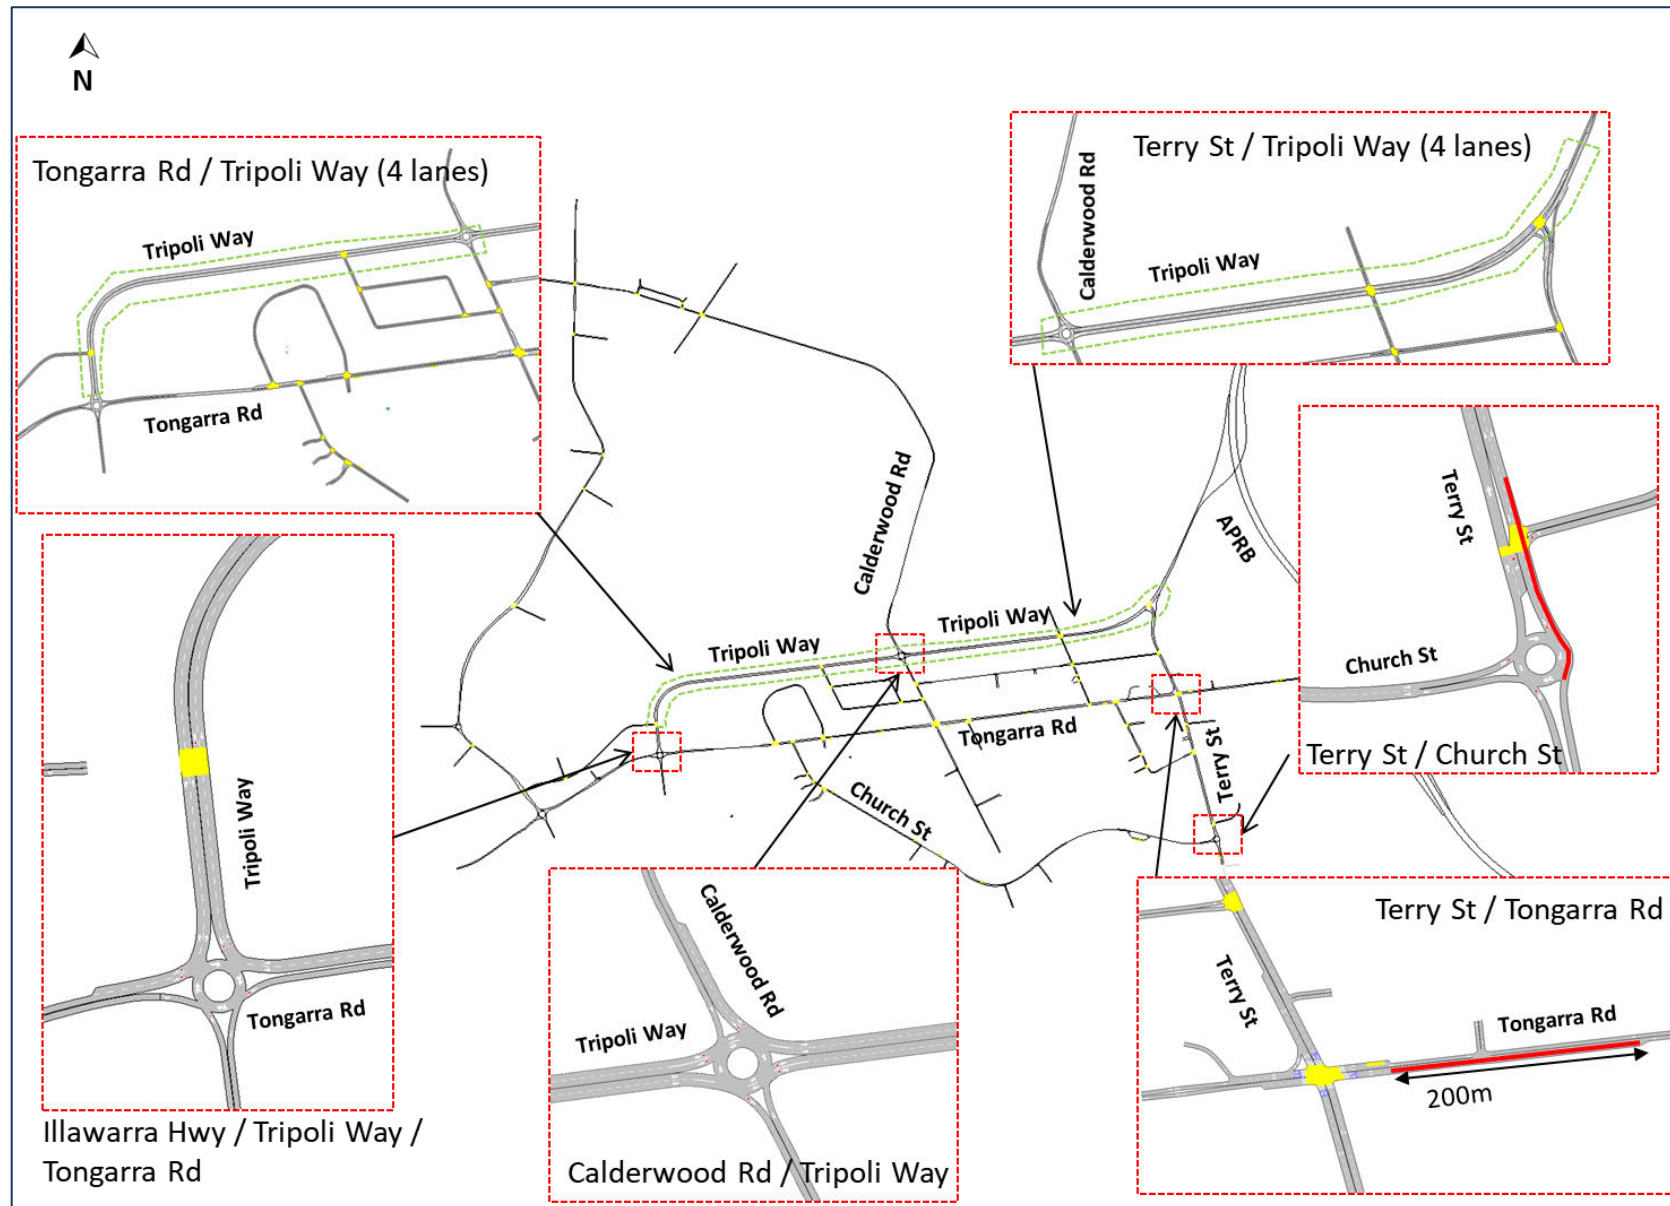 N
Tongarra Rd / Tripoli Way (4 lanes)
Tripoli Way
Tongarra Rd
Terry St / Tripoli Way (4 lanes)
Calderwood Rd
Tripoli Way
Calderwood Rd
APRB
Tripoli Way
Tripoli Way
Tongarra Rd
Terry St
Church St
Terry St
Church St
Terry St / Church St
Tripoli Way
Tongarra Rd
Illawarra Hwy / Tripoli Way /
Tongarra Rd
Calderwood Rd
Tripoli Way
Calderwood Rd / Tripoli Way
Terry St / Tongarra Rd
Terry St
Tongarra Rd
200m